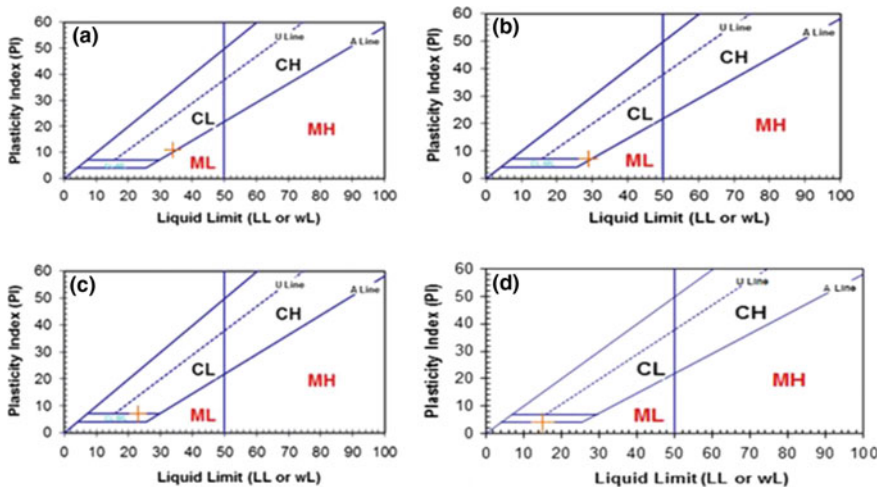 (a)
Plasticity Index (PI)
60
50
40
30
20
10
0
U Line
A Line
CH
CL
MH
ML
0 10 20 30 40 50 60 70 80 90 100
Liquid Limit (LL or wL)
(b)
Plasticity Index (PI)
60
50
40
30
20
10
0
U Line
A Line
CH
CL
MH
ML
0 10 20 30 40 50 60 70 80 90 100
Liquid Limit (LL or wL)
(c)
Plasticity Index (PI)
60
50
40
30
20
10
0
U Line
A Line
CH
CL
MH
ML
0 10 20 30 40 50 60 70 80 90 100
Liquid Limit (LL or wL)
(d)
Plasticity Index (PI)
60
50
40
30
20
10
0
U Line
A Line
CH
CL
MH
ML
0 10 20 30 40 50 60 70 80 90 100
Liquid Limit (LL or wL)